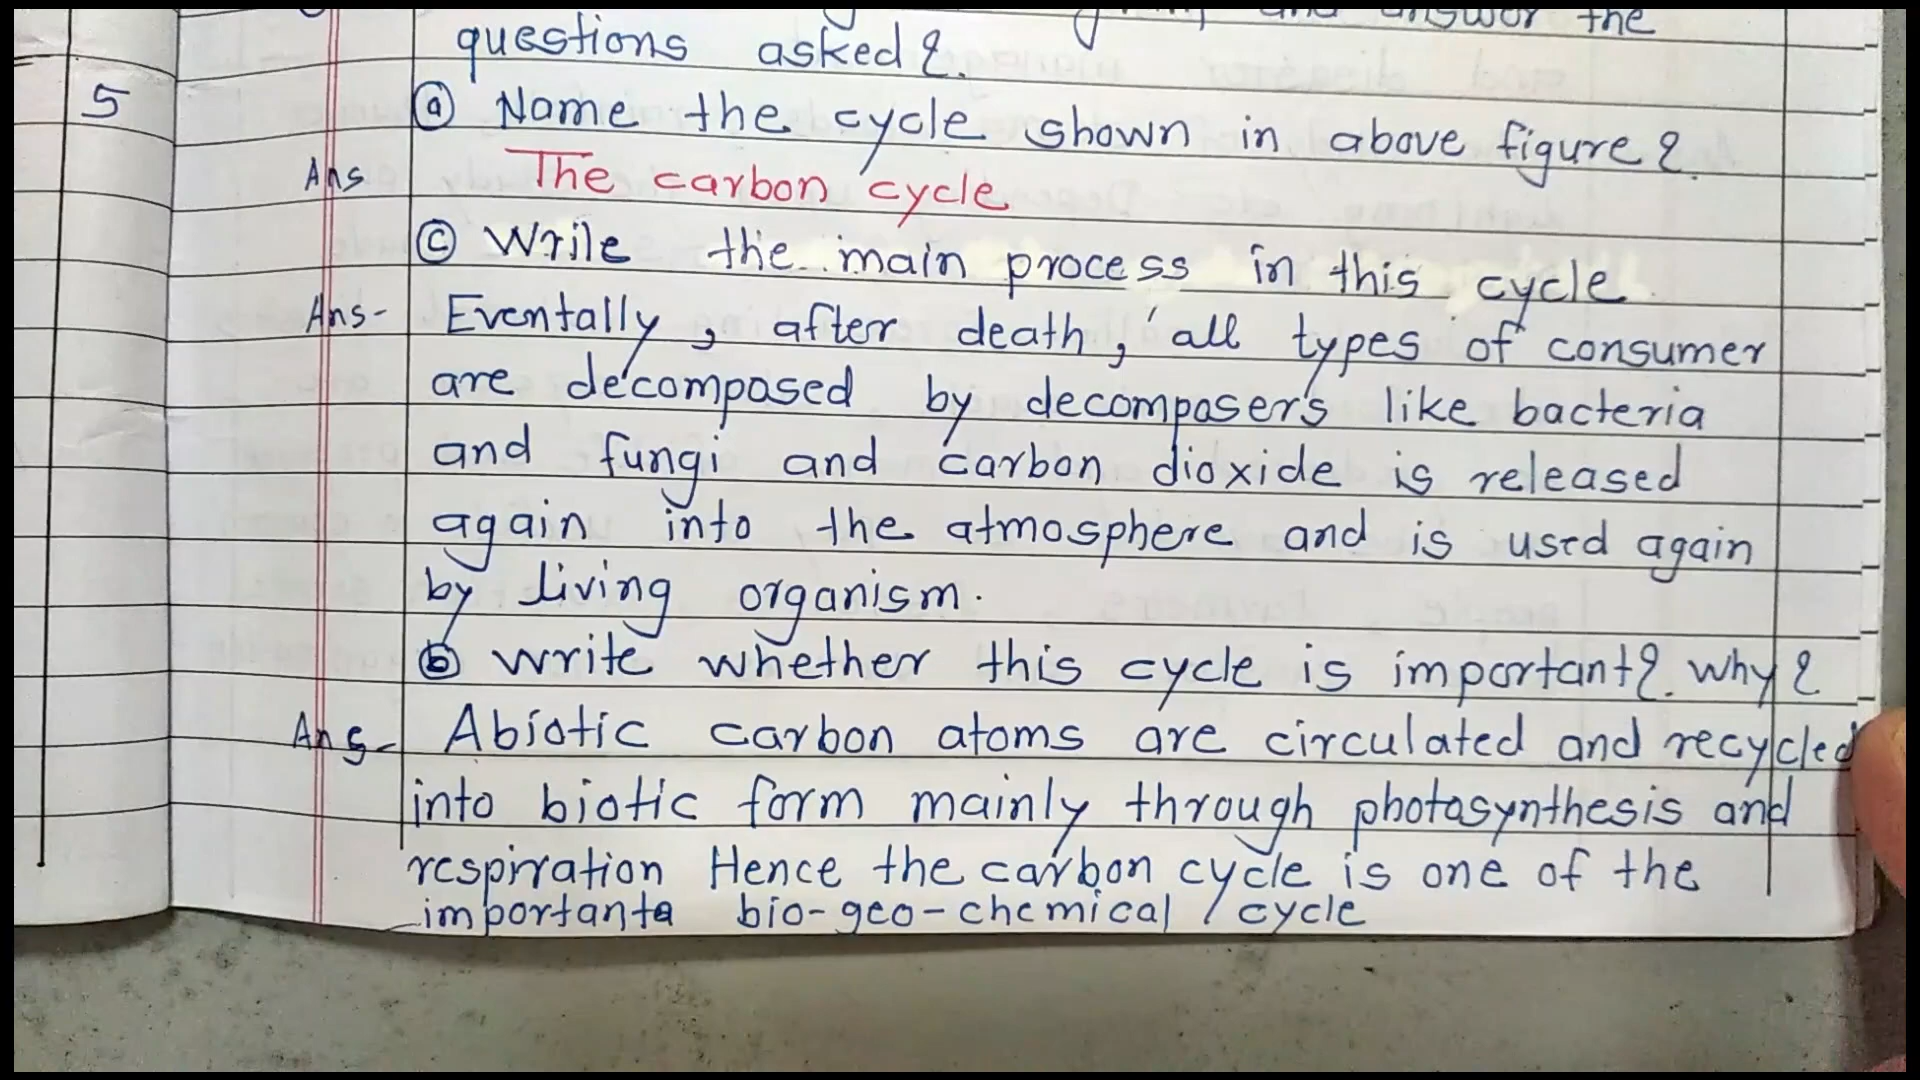 and answer the
questions asked?
5
(a) Name the cycle shown in above figure?
Ans The carbon cycle
(c) Write the main process in this cycle
Ans- Eventally, after death, all types of consumer
are decomposed by decomposers like bacteria
and fungi and carbon dioxide is released
again into the atmosphere and is used again
by living organism.
(b) Write whether this cycle is important? Why?
Ans- Abiotic carbon atoms are circulated and recycled
into biotic form mainly through photosynthesis and
respiration Hence the carbon cycle is one of the
importanta bio-geo-chemical cycle